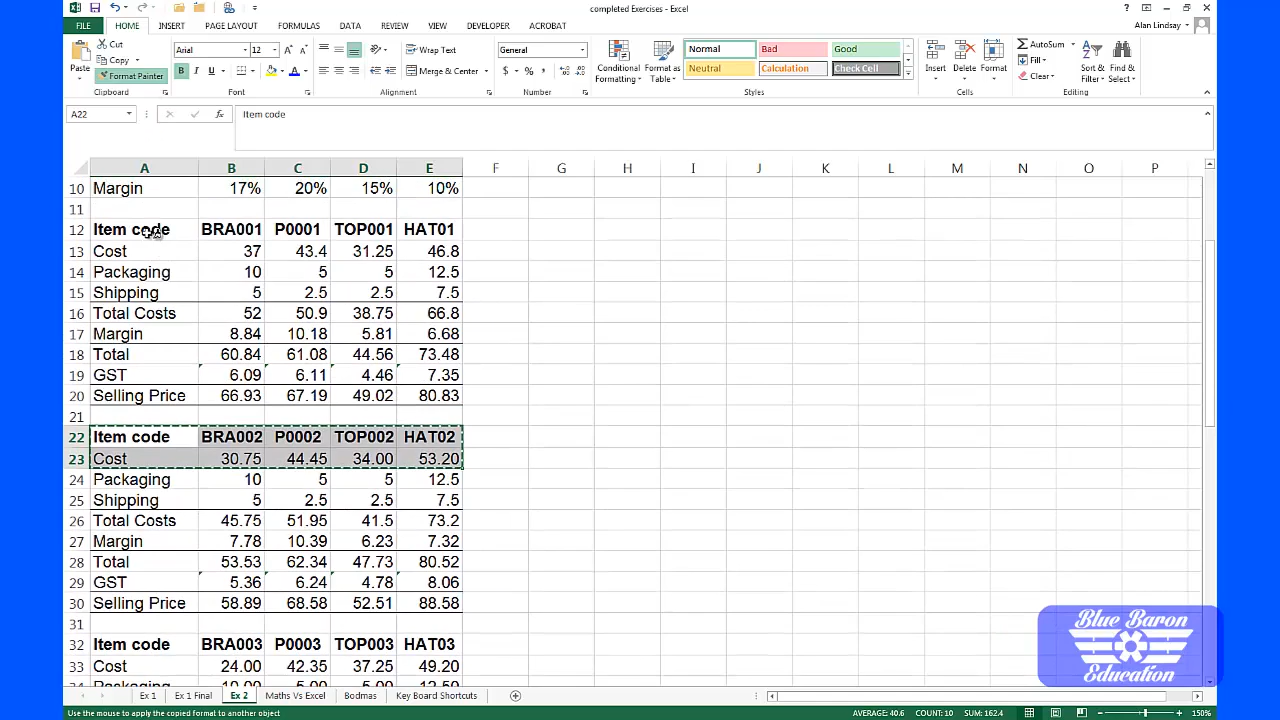 completed Exercises - Excel
FILE HOME INSERT PAGE LAYOUT FORMULAS DATA REVIEW VIEW DEVELOPER ACROBAT Alan Lindsay
Paste Cut Copy Format Painter
Clipboard
Arial 12
B I U
Font
Wrap Text
Merge & Center
Alignment
General
$ % ,
Number
Conditional Formatting Format as Table
Normal Bad Good
Neutral Calculation Check Cell
Styles
Insert Delete Format
Cells
AutoSum
Fill
Clear
Sort & Filter Find & Select
Editing
A22 fx Item code
A B C D E F G H I J K L M N O P
10 Margin 17% 20% 15% 10%
11
12 Item code BRA001 P0001 TOP001 HAT01
13 Cost 37 43.4 31.25 46.8
14 Packaging 10 5 5 12.5
15 Shipping 5 2.5 2.5 7.5
16 Total Costs 52 50.9 38.75 66.8
17 Margin 8.84 10.18 5.81 6.68
18 Total 60.84 61.08 44.56 73.48
19 GST 6.09 6.11 4.46 7.35
20 Selling Price 66.93 67.19 49.02 80.83
21
22 Item code BRA002 P0002 TOP002 HAT02
23 Cost 30.75 44.45 34.00 53.20
24 Packaging 10 5 5 12.5
25 Shipping 5 2.5 2.5 7.5
26 Total Costs 45.75 51.95 41.5 73.2
27 Margin 7.78 10.39 6.23 7.32
28 Total 53.53 62.34 47.73 80.52
29 GST 5.36 6.24 4.78 8.06
30 Selling Price 58.89 68.58 52.51 88.58
31
32 Item code BRA003 P0003 TOP003 HAT03
33 Cost 24.00 42.35 37.25 49.20
Blue Baron
Education
Ex 1 Ex 1 Final Ex 2 Maths Vs Excel Bodmas Key Board Shortcuts
Use the mouse to apply the copied format to another object AVERAGE: 40.6 COUNT: 10 SUM: 162.4 150%